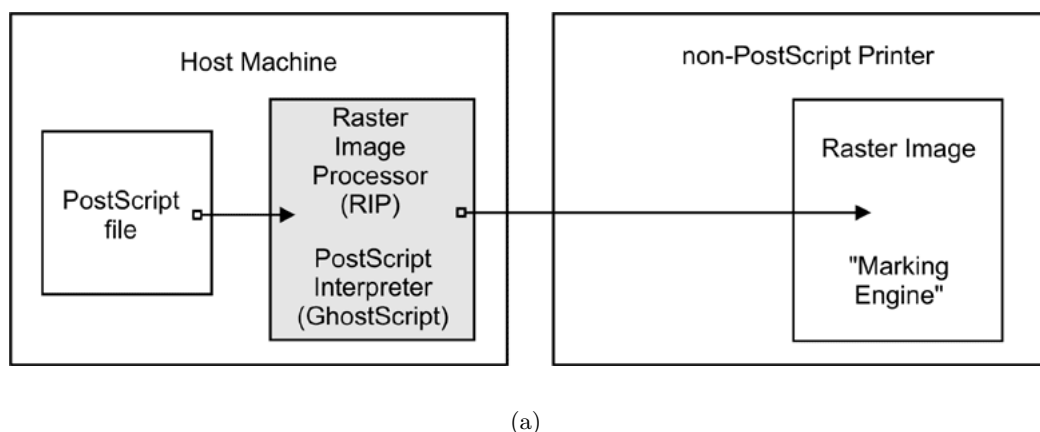 Host Machine
PostScript
file
Raster
Image
Processor
(RIP)
PostScript
Interpreter
(GhostScript)
non-PostScript Printer
Raster Image
"Marking
Engine"
(a)